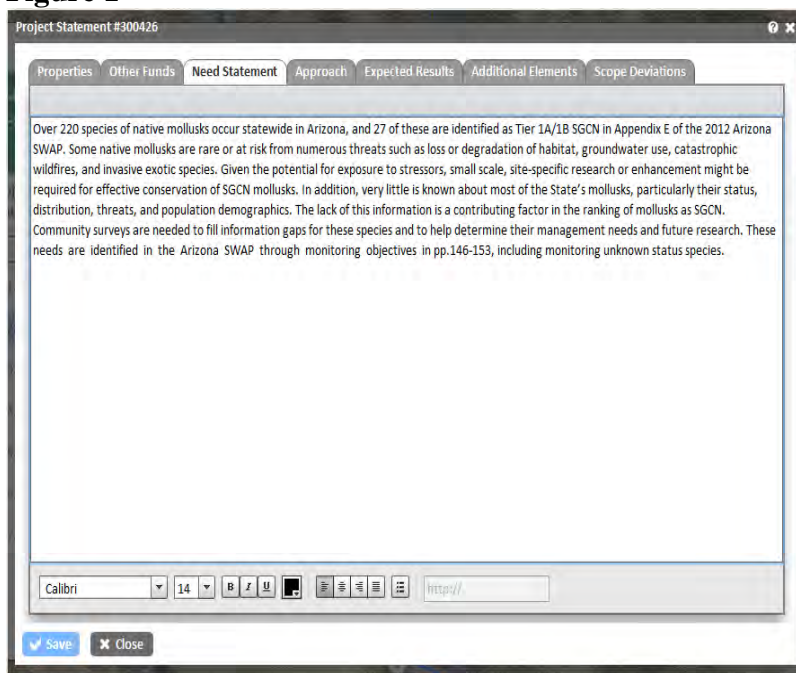 Project Statement #300426
Properties Other Funds Need Statement Approach Expected Results Additional Elements Scope Deviations
Over 220 species of native mollusks occur statewide in Arizona, and 27 of these are identified as Tier 1A/1B SGCN in Appendix E of the 2012 Arizona
SWAP. Some native mollusks are rare or at risk from numerous threats such as loss or degradation of habitat, groundwater use, catastrophic
wildfires, and invasive exotic species. Given the potential for exposure to stressors, small scale, site-specific research or enhancement might be
required for effective conservation of SGCN mollusks. In addition, very little is known about most of the State's mollusks, particularly their status,
distribution, threats, and population demographics. The lack of this information is a contributing factor in the ranking of mollusks as SGCN.
Community surveys are needed to fill information gaps for these species and to help determine their management needs and future research. These
needs are identified in the Arizona SWAP through monitoring objectives in pp.146-153, including monitoring unknown status species.
Calibri 14 B I U http://
Save Close